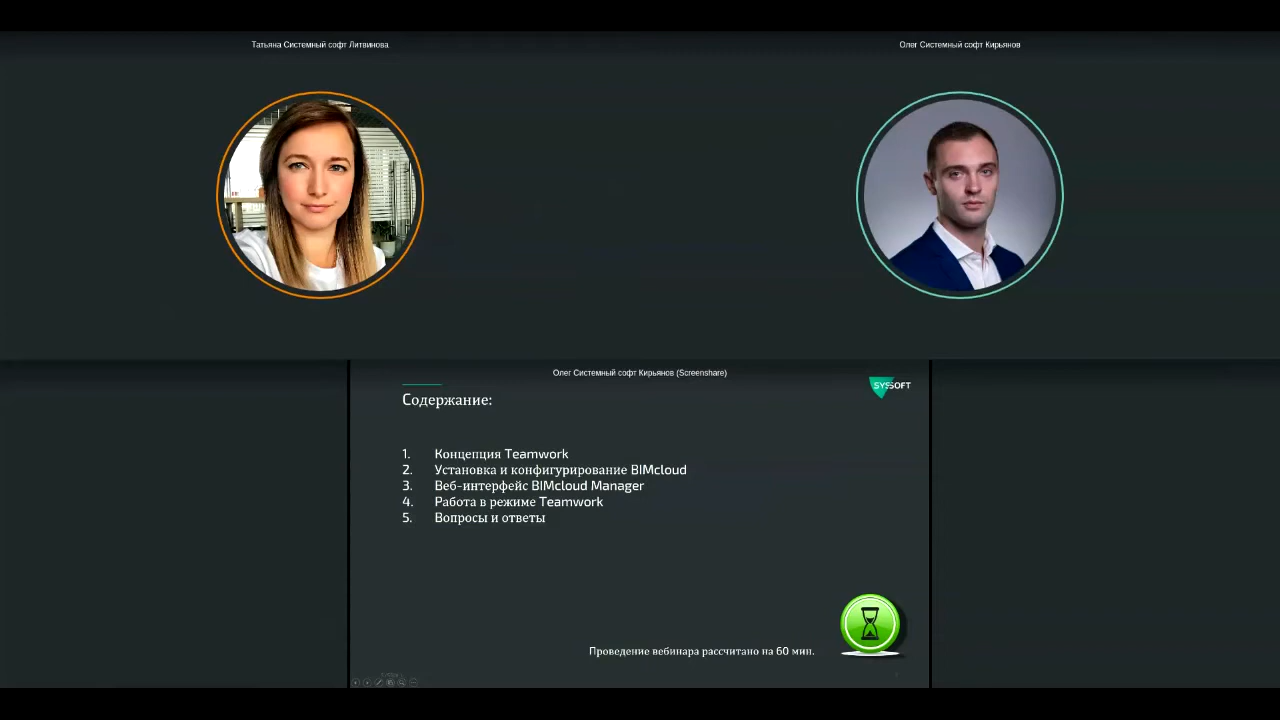 Татьяна Системный софт Литвинова
Олег Системный софт Кирьянов
Олег Системный софт Кирьянов (Screenshare)
SYSSOFT
Содержание:
1. Концепция Teamwork
2. Установка и конфигурирование BIMcloud
3. Веб-интерфейс BIMcloud Manager
4. Работа в режиме Teamwork
5. Вопросы и ответы
Проведение вебинара рассчитано на 60 мин.